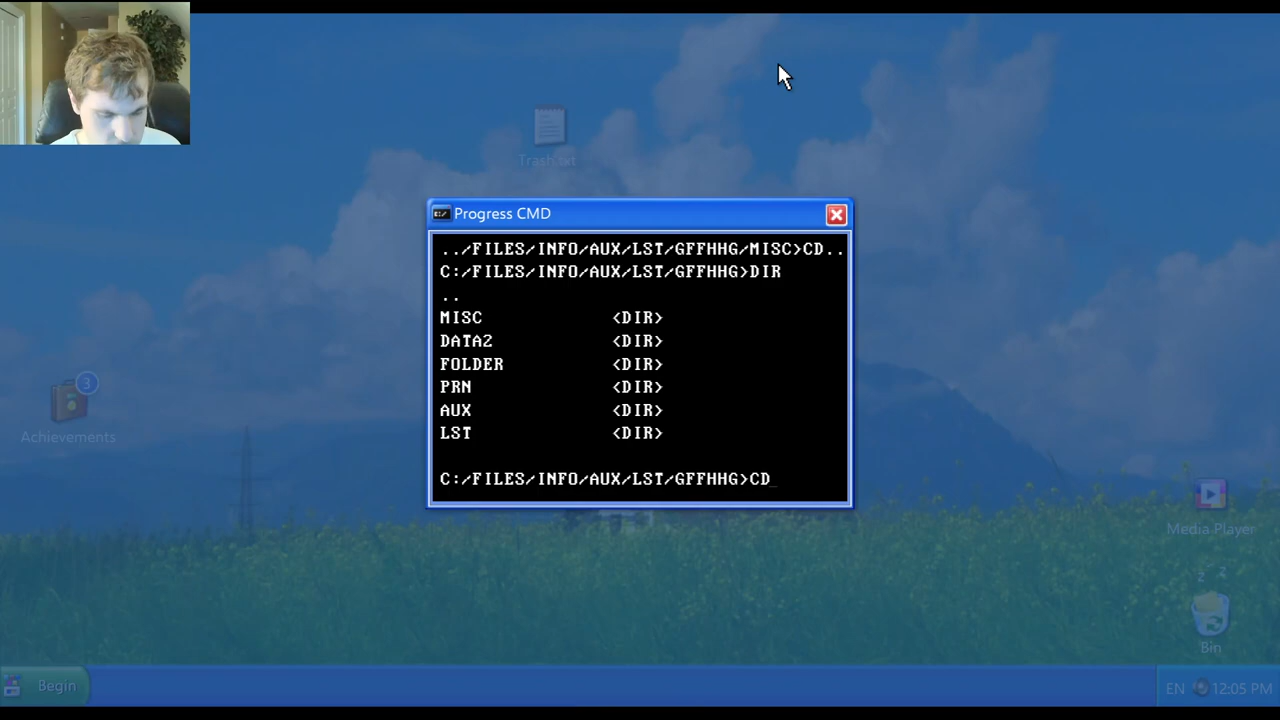 Trash.txt
Progress CMD
../FILES/INFO/AUX/LST/GFFHHG/MISC>CD..
C:/FILES/INFO/AUX/LST/GFFHHG>DIR
..
MISC <DIR>
DATA2 <DIR>
FOLDER <DIR>
PRN <DIR>
AUX <DIR>
LST <DIR>
C:/FILES/INFO/AUX/LST/GFFHHG>CD_
3
Achievements
Media Player
z z
Bin
Begin
EN 12:05 PM